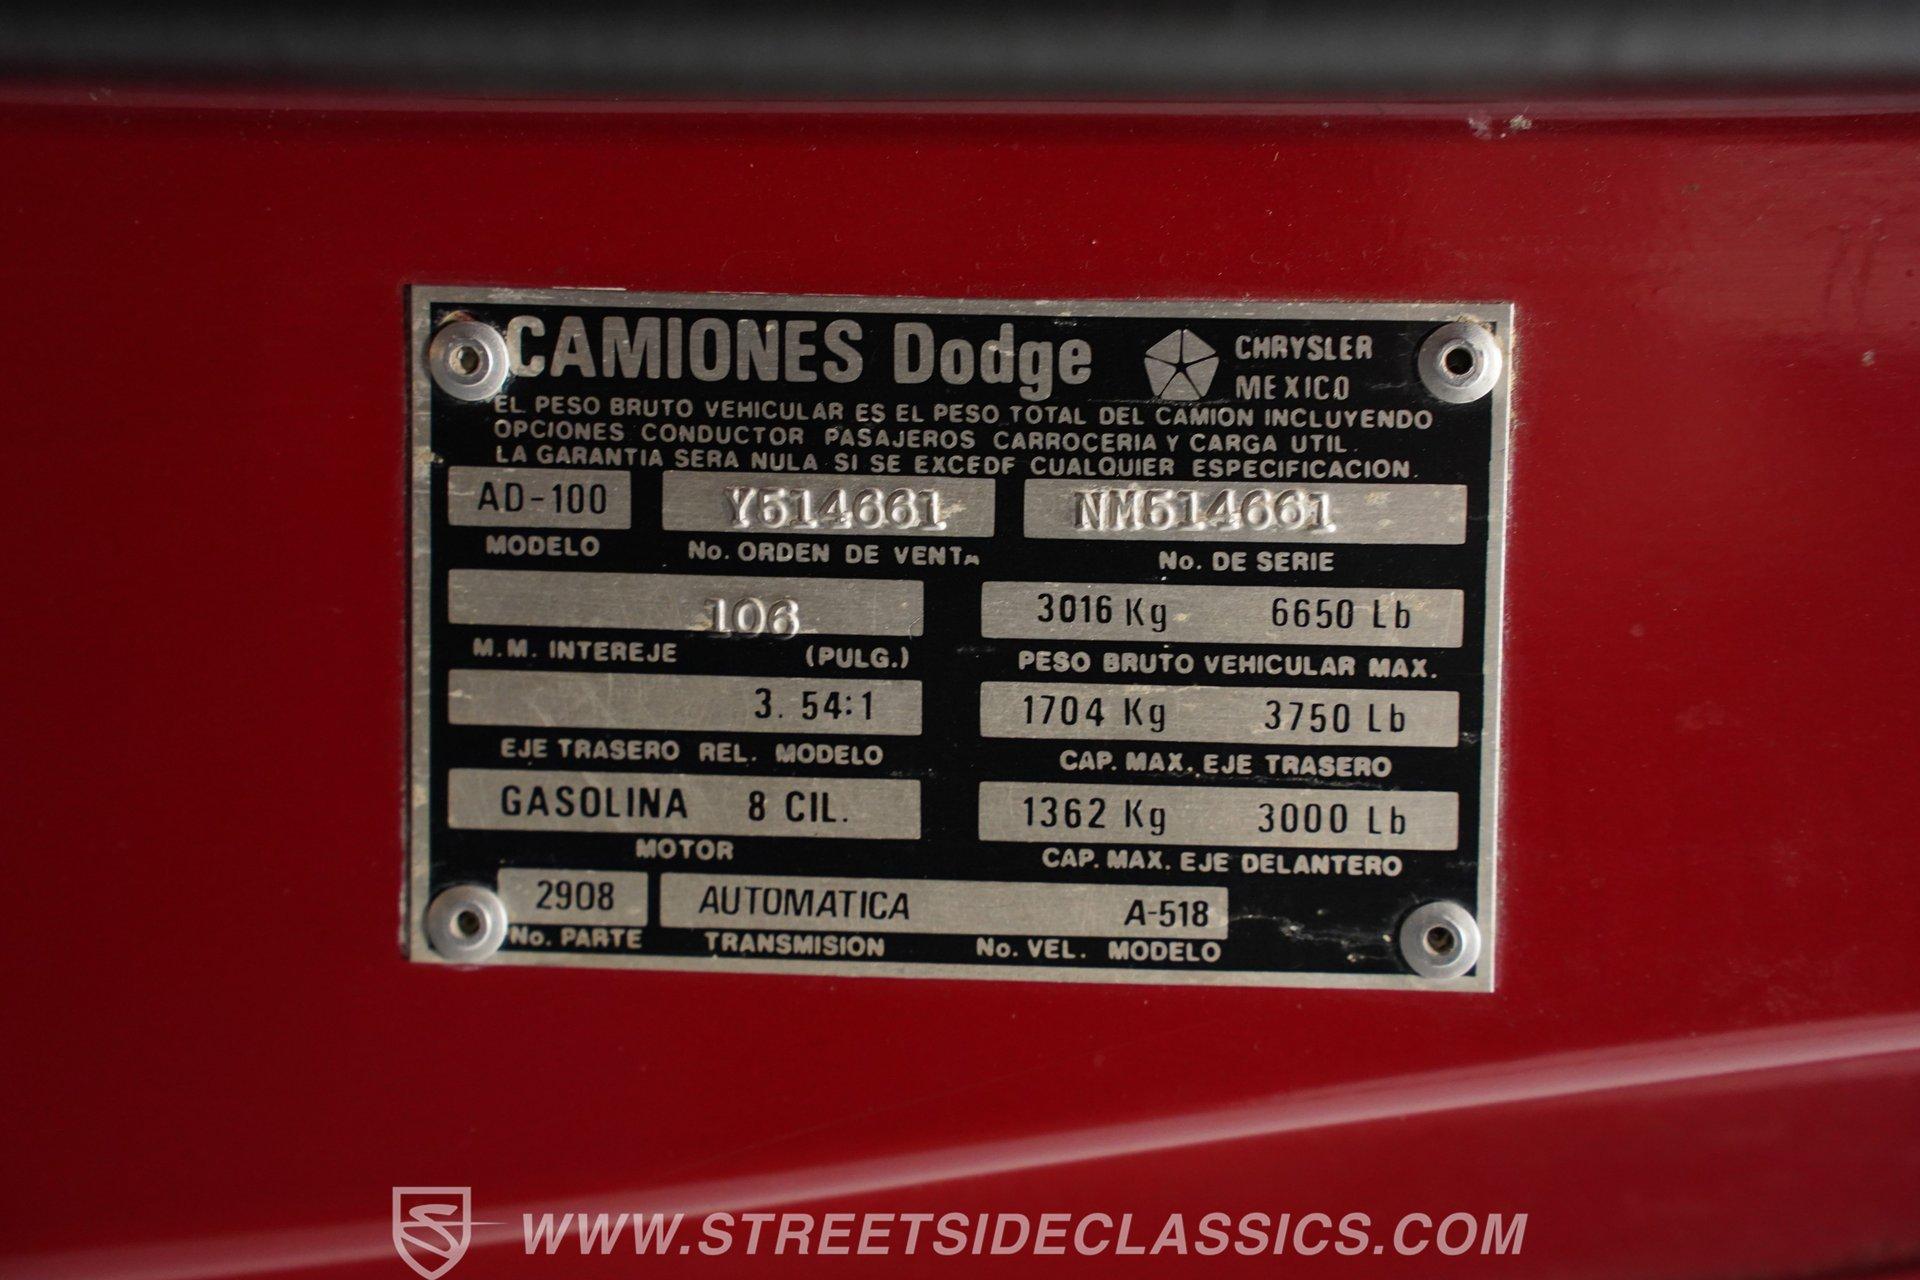 CAMIONES Dodge CHRYSLER MEXICO
EL PESO BRUTO VEHICULAR ES EL PESO TOTAL DEL CAMION INCLUYENDO
OPCIONES CONDUCTOR PASAJEROS CARROCERIA Y CARGA UTIL.
LA GARANTIA SERA NULA SI SE EXCEDE CUALQUIER ESPECIFICACION.
AD-100 Y514661 NM514661
MODELO No. ORDEN DE VENTA No. DE SERIE
106 3016 Kg 6650 Lb
M.M. INTEREJE (PULG.) PESO BRUTO VEHICULAR MAX.
3.54:1 1704 Kg 3750 Lb
EJE TRASERO REL. MODELO CAP. MAX. EJE TRASERO
GASOLINA 8 CIL. 1362 Kg 3000 Lb
MOTOR CAP. MAX. EJE DELANTERO
2908 AUTOMATICA A-518
No. PARTE TRANSMISION No. VEL. MODELO
WWW.STREETSIDECLASSICS.COM